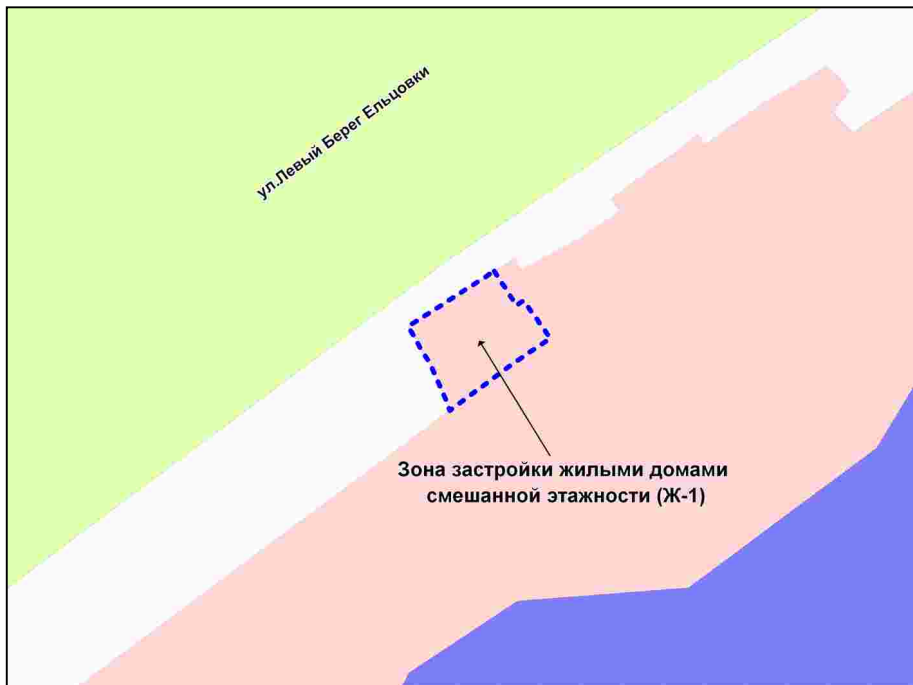 ул.Левый Берег Ельцовки
Зона застройки жилыми домами
смешанной этажности (Ж-1)